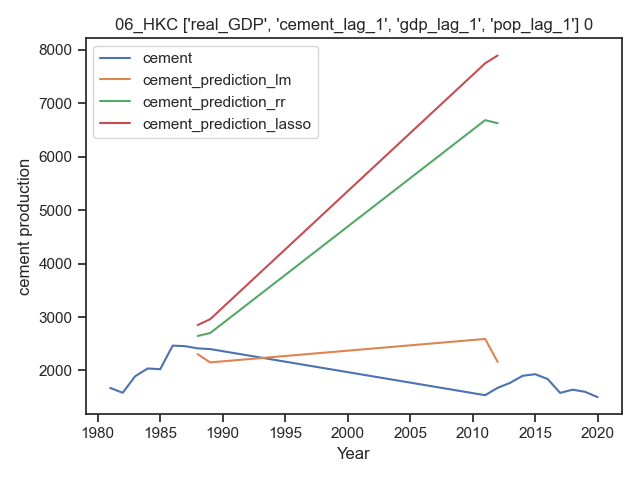 06_HKC ['real_GDP', 'cement_lag_1', 'gdp_lag_1', 'pop_lag_1'] 0
8000
7000
6000
5000
4000
3000
2000
cement production
cement
cement_prediction_lm
cement_prediction_rr
cement_prediction_lasso
1980 1985 1990 1995 2000 2005 2010 2015 2020
Year